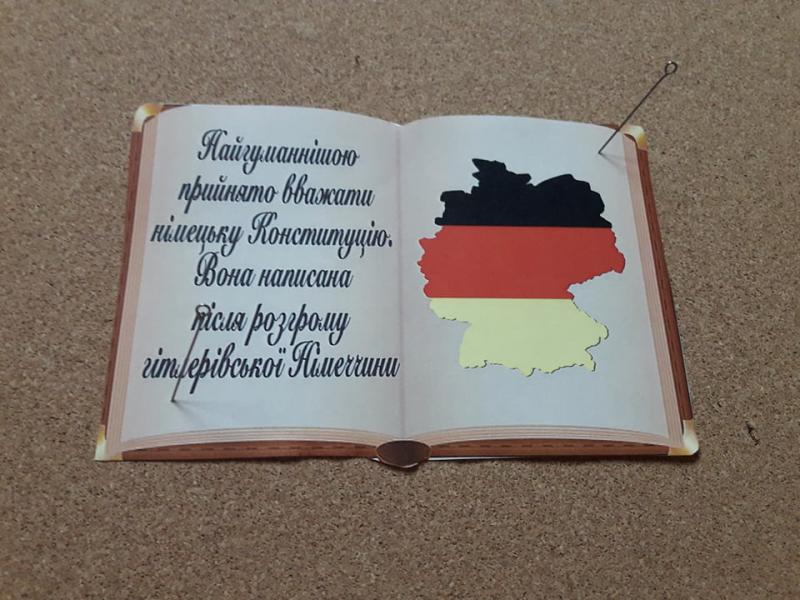 Найгуманнішою
прийнято вважати
німецьку Конституцію.
Вона написана
після розгрому
гітлерівської Німеччини